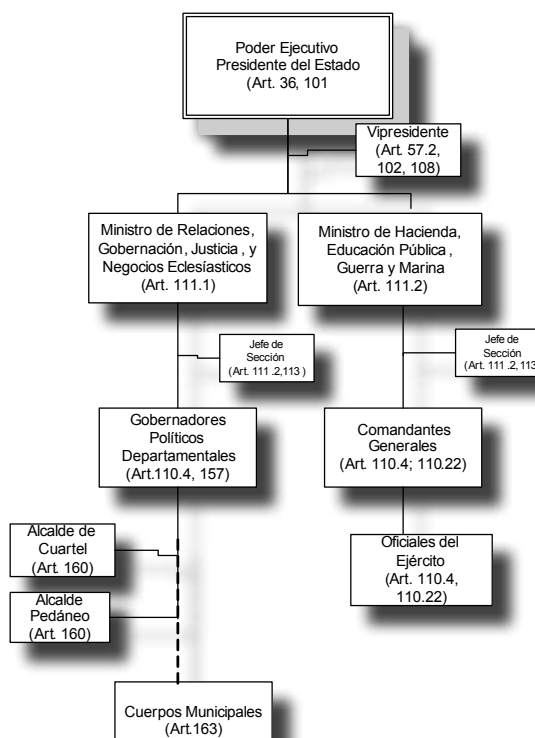 Poder Ejecutivo
Presidente del Estado
(Art. 36, 101
Vipresidente
(Art. 57.2,
102, 108)
Ministro de Relaciones,
Gobernación, Justicia, y
Negocios Eclesíasticos
(Art. 111.1)
Ministro de Hacienda,
Educación Pública,
Guerra y Marina
(Art. 111.2)
Jefe de
Sección
(Art. 111.2,113)
Jefe de
Sección
(Art. 111.2, 113
Gobernadores
Políticos
Departamentales
(Art.110.4, 157)
Comandantes
Generales
(Art. 110.4; 110.22)
Alcalde de
Cuartel
(Art. 160)
Oficiales del
Ejército
(Art. 110.4,
110.22)
Alcalde
Pedáneo
(Art. 160)
Cuerpos Municipales
(Art.163)